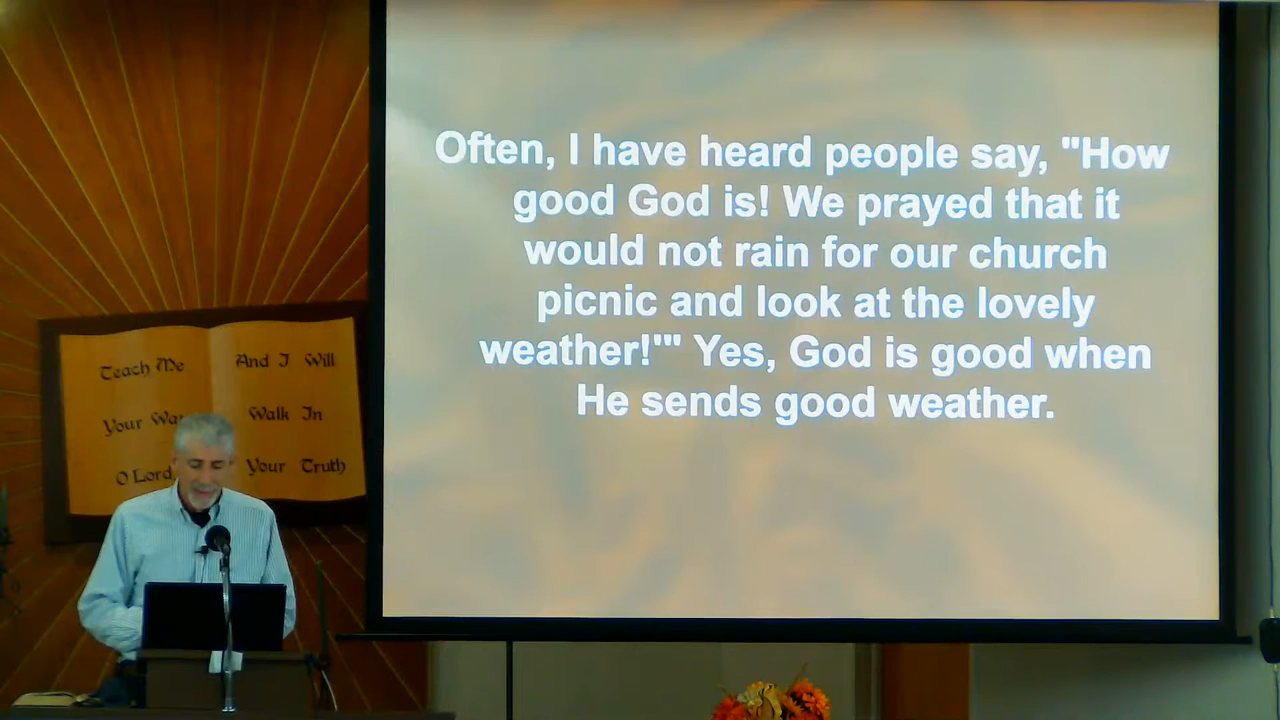 Often, I have heard people say, "How
good God is! We prayed that it
would not rain for our church
picnic and look at the lovely
weather!'" Yes, God is good when
He sends good weather.
Teach Me
Your
O Lord
And I Will
Walk In
Your Truth